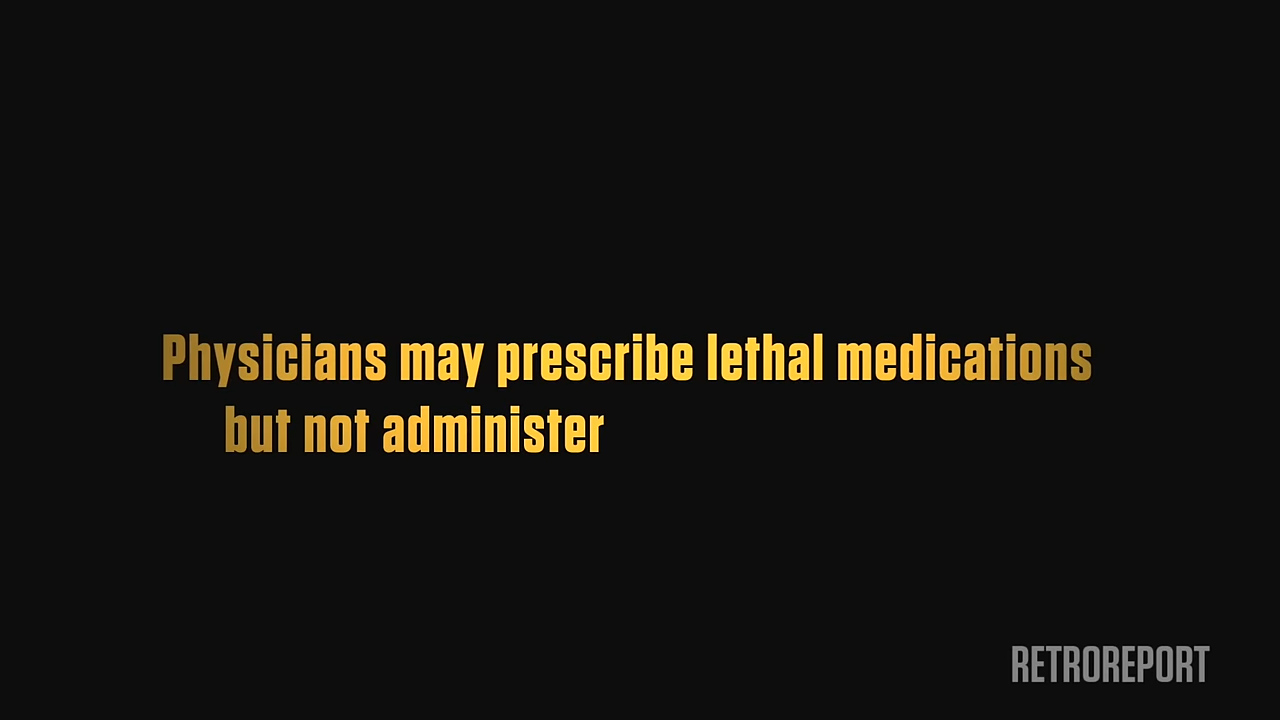 Physicians may prescribe lethal medications
but not administer
RETROREPORT